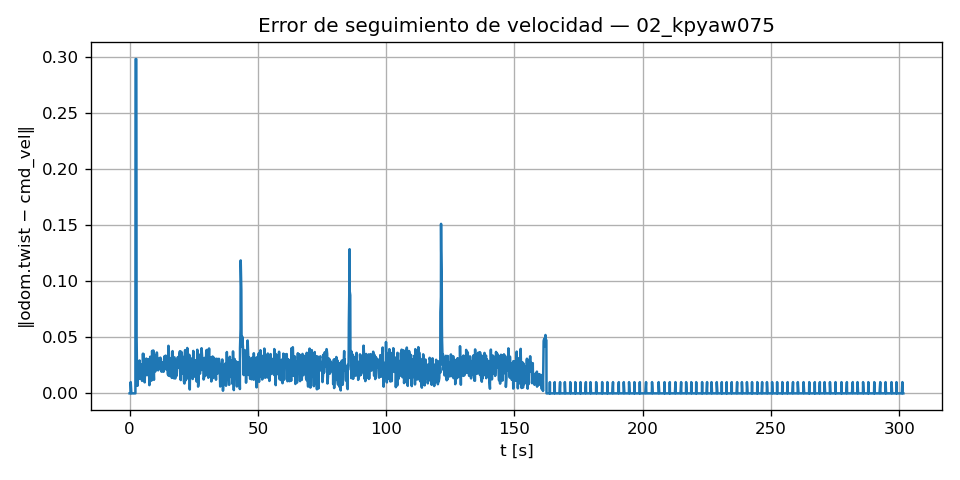 Error de seguimiento de velocidad — 02_kpyaw075
‖odom.twist − cmd_vel‖
0.30
0.25
0.20
0.15
0.10
0.05
0.00
0 50 100 150 200 250 300
t [s]